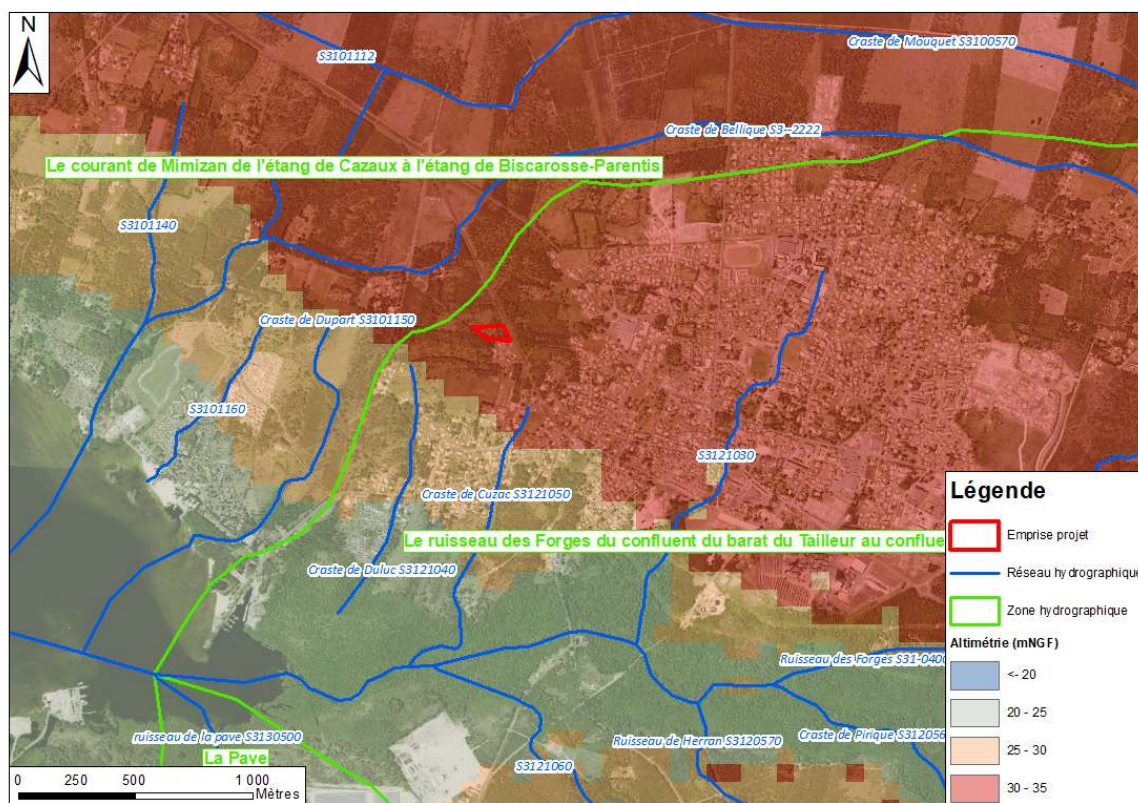 N
S3101112
Craste de Mouquet S3100570
Craste de Bellique S3--2222
Le courant de Mimizan de l'étang de Cazaux à l'étang de Biscarosse-Parentis
S3101140
Craste de Dupart S3101150
S3101160
S3121030
Craste de Cuzac S3121050
Le ruisseau des Forges du confluent du barat du Tailleur au conflue
Craste de Duluc S3121040
Ruisseau des Forges S31-0400
ruisseau de la pave S3130500
La Pave
Ruisseau de Herran S3120570
Craste de Pirique S312056
S3121060
0 250 500 1 000
Mètres
Légende
Emprise projet
Réseau hydrographique
Zone hydrographique
Altimétrie (mNGF)
<- 20
20 - 25
25 - 30
30 - 35